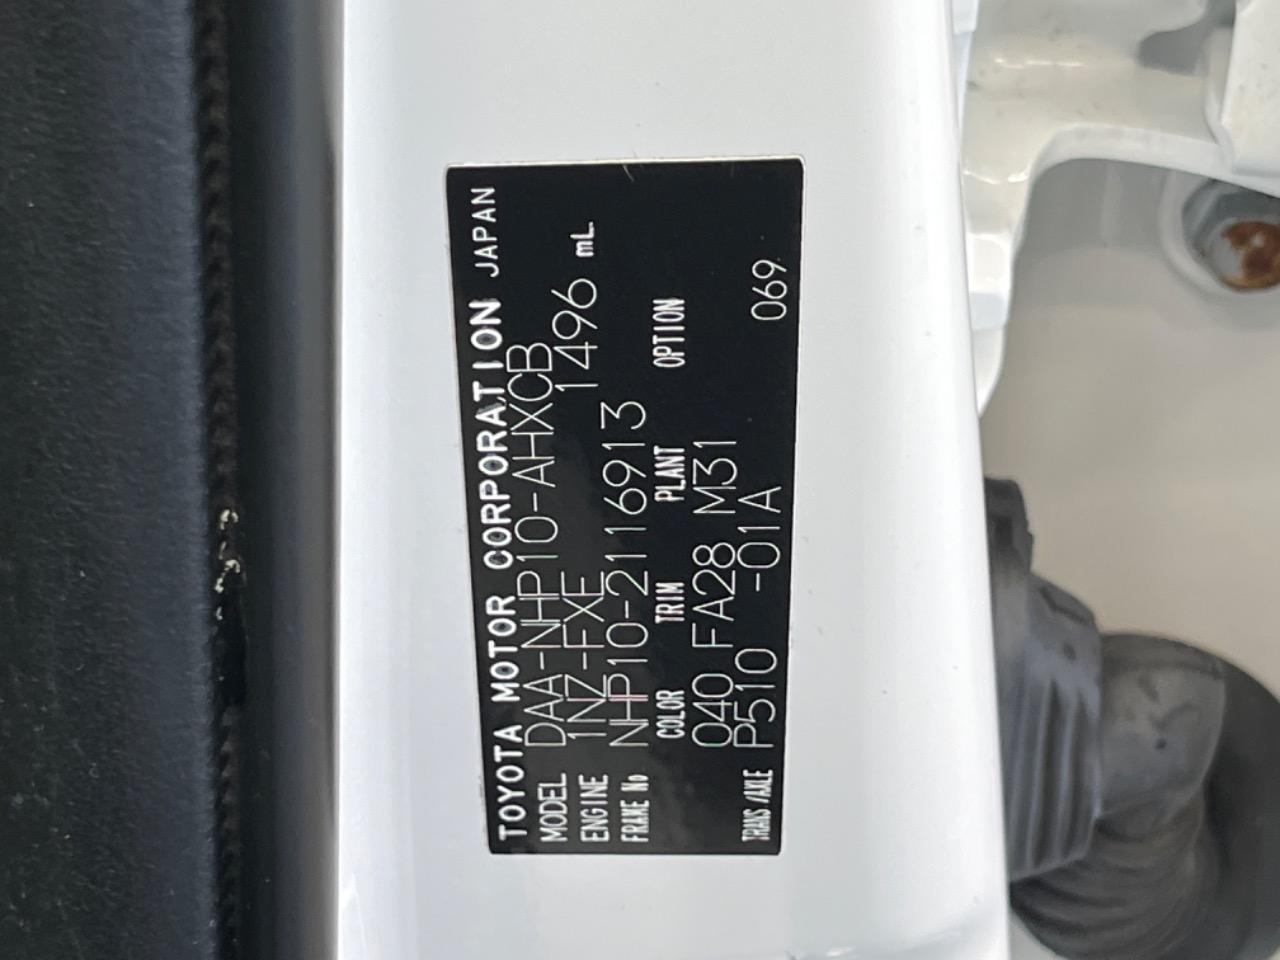 TOYOTA MOTOR CORPORATION JAPAN
MODEL DAA-NHP10-AHXCB
ENGINE 1NZ-FXE 1496 mL
FRAME No NHP10-2116913
COLOR TRIM PLANT OPTION
040 FA28 M31
TRANS/AXLE P510 -01A 069